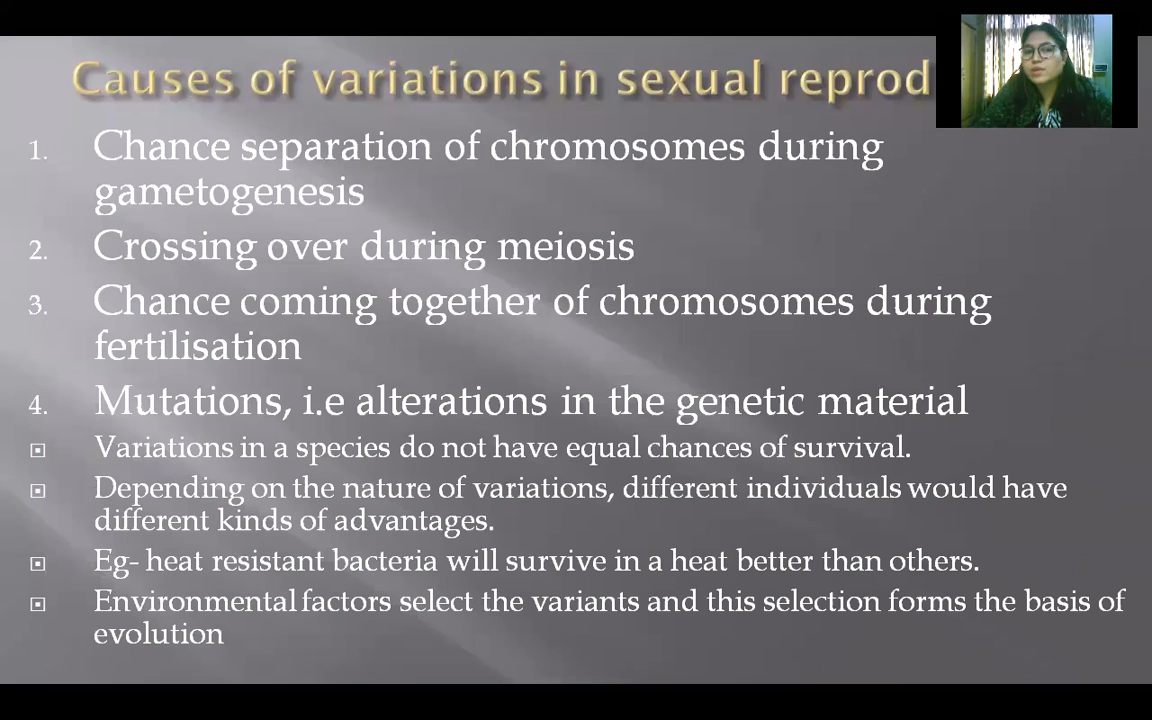 Causes of variations in sexual reprod
1. Chance separation of chromosomes during
gametogenesis
2. Crossing over during meiosis
3. Chance coming together of chromosomes during
fertilisation
4. Mutations, i.e alterations in the genetic material
Variations in a species do not have equal chances of survival.
Depending on the nature of variations, different individuals would have
different kinds of advantages.
Eg- heat resistant bacteria will survive in a heat better than others.
Environmental factors select the variants and this selection forms the basis of
evolution